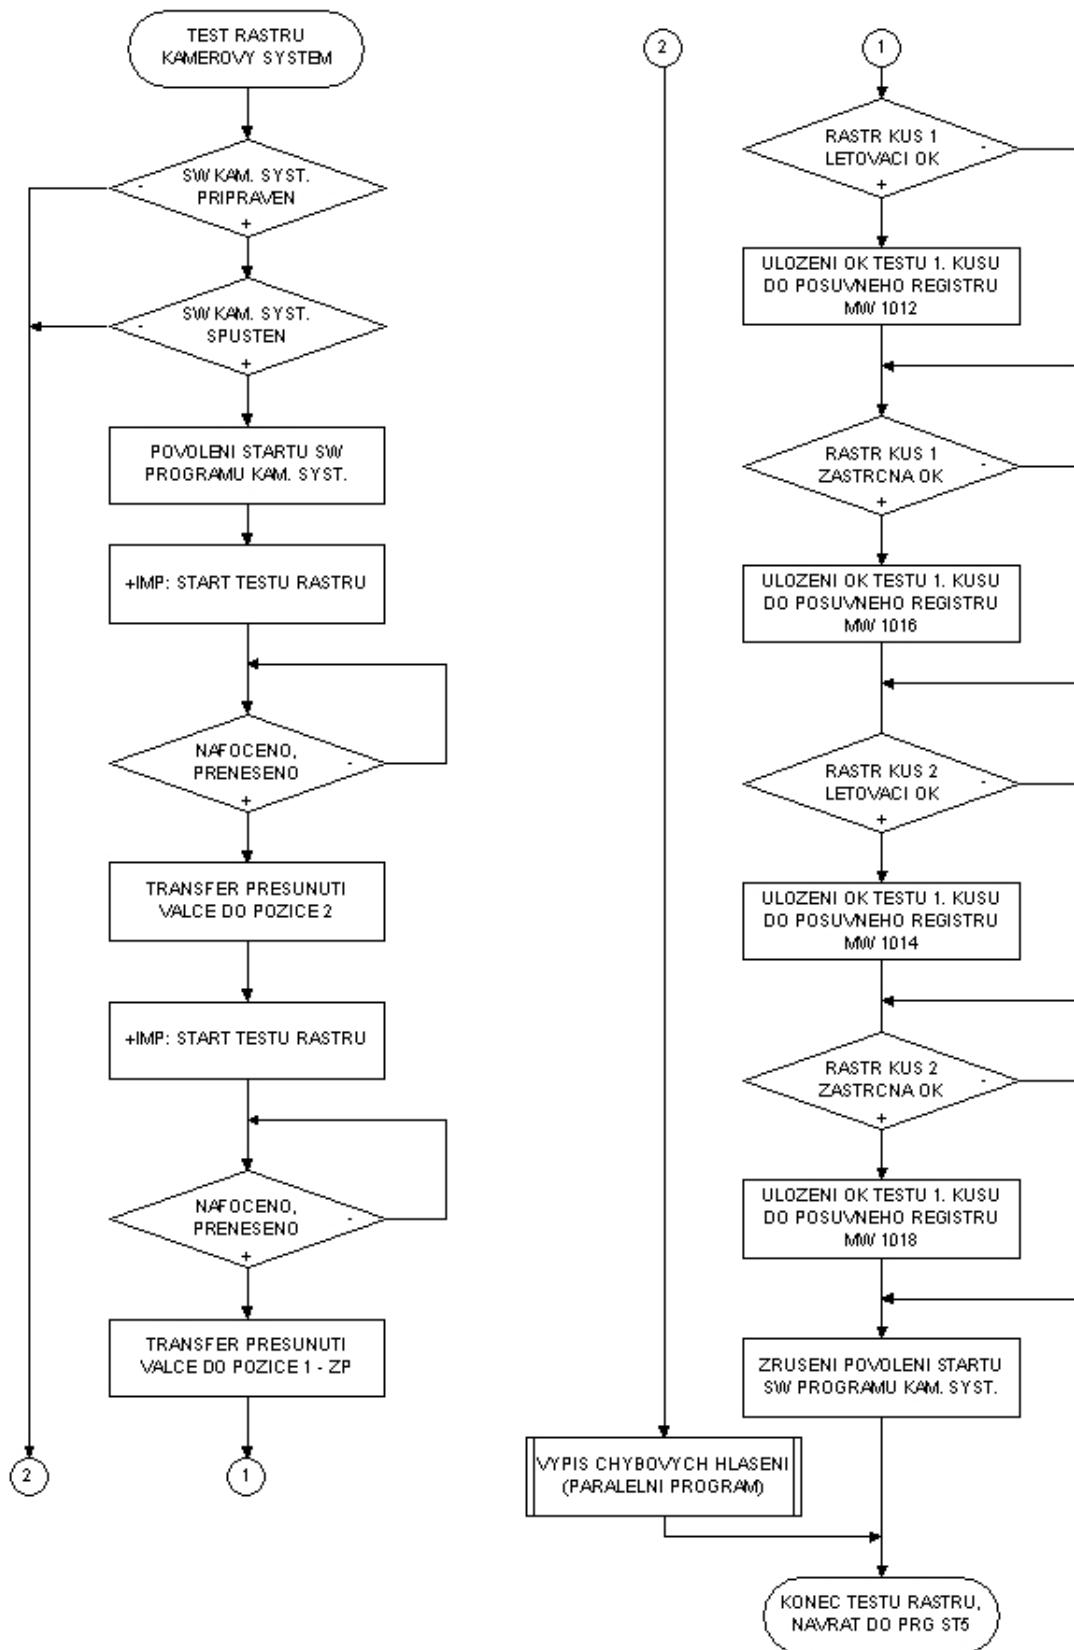 TEST RASTRU
KAMEROVY SYSTEM
-
SW KAM. SYST.
PRIPRAVEN
+
-
SW KAM. SYST.
SPUSTEN
+
POVOLENI STARTU SW
PROGRAMU KAM. SYST.
+IMP: START TESTU RASTRU
NAFOCENO,
PRENESENO
-
+
TRANSFER PRESUNUTI
VALCE DO POZICE 2
+IMP: START TESTU RASTRU
NAFOCENO,
PRENESENO
-
+
TRANSFER PRESUNUTI
VALCE DO POZICE 1 - ZP
2
1
2
VYPIS CHYBOVYCH HLASENI
(PARALELNI PROGRAM)
1
RASTR KUS 1
LETOVACI OK
-
+
ULOZENI OK TESTU 1. KUSU
DO POSUVNEHO REGISTRU
MW 1012
RASTR KUS 1
ZASTRCNA OK
-
+
ULOZENI OK TESTU 1. KUSU
DO POSUVNEHO REGISTRU
MW 1016
RASTR KUS 2
LETOVACI OK
-
+
ULOZENI OK TESTU 1. KUSU
DO POSUVNEHO REGISTRU
MW 1014
RASTR KUS 2
ZASTRCNA OK
-
+
ULOZENI OK TESTU 1. KUSU
DO POSUVNEHO REGISTRU
MW 1018
ZRUSENI POVOLENI STARTU
SW PROGRAMU KAM. SYST.
KONEC TESTU RASTRU,
NAVRAT DO PRG ST5